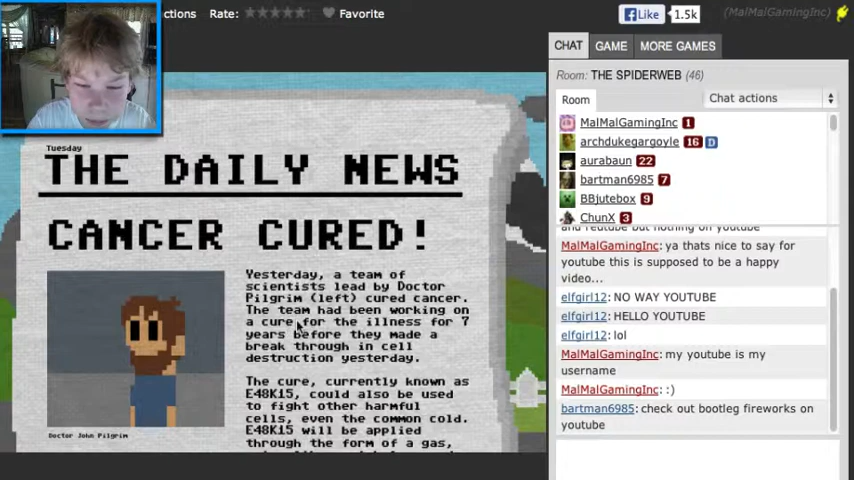 ctions Rate: Favorite
Like 1.5k (MalMalGamingInc)
CHAT GAME MORE GAMES
Room: THE SPIDERWEB (46)
Room Chat actions
MalMalGamingInc 1
archdukegargoyle 16 D
aurabaun 22
bartman6985 7
BBjutebox 9
ChunX 3
and redtube but nothing on youtube
MalMalGamingInc: ya thats nice to say for
youtube this is supposed to be a happy
video...
elfgirl12: NO WAY YOUTUBE
elfgirl12: HELLO YOUTUBE
elfgirl12: lol
MalMalGamingInc: my youtube is my
username
MalMalGamingInc: :)
bartman6985: check out bootleg fireworks on
youtube
Tuesday
THE DAILY NEWS
CANCER CURED!
Yesterday, a team of
scientists lead by Doctor
Pilgrim (left) cured cancer.
The team had been working on
a cure for the illness for 7
years before they made a
break through in cell
destruction yesterday.
The cure, currently known as
E48K15, could also be used
to fight other harmful
cells, even the common cold.
E48K15 will be applied
through the form of a gas,
Doctor John Pilgrim